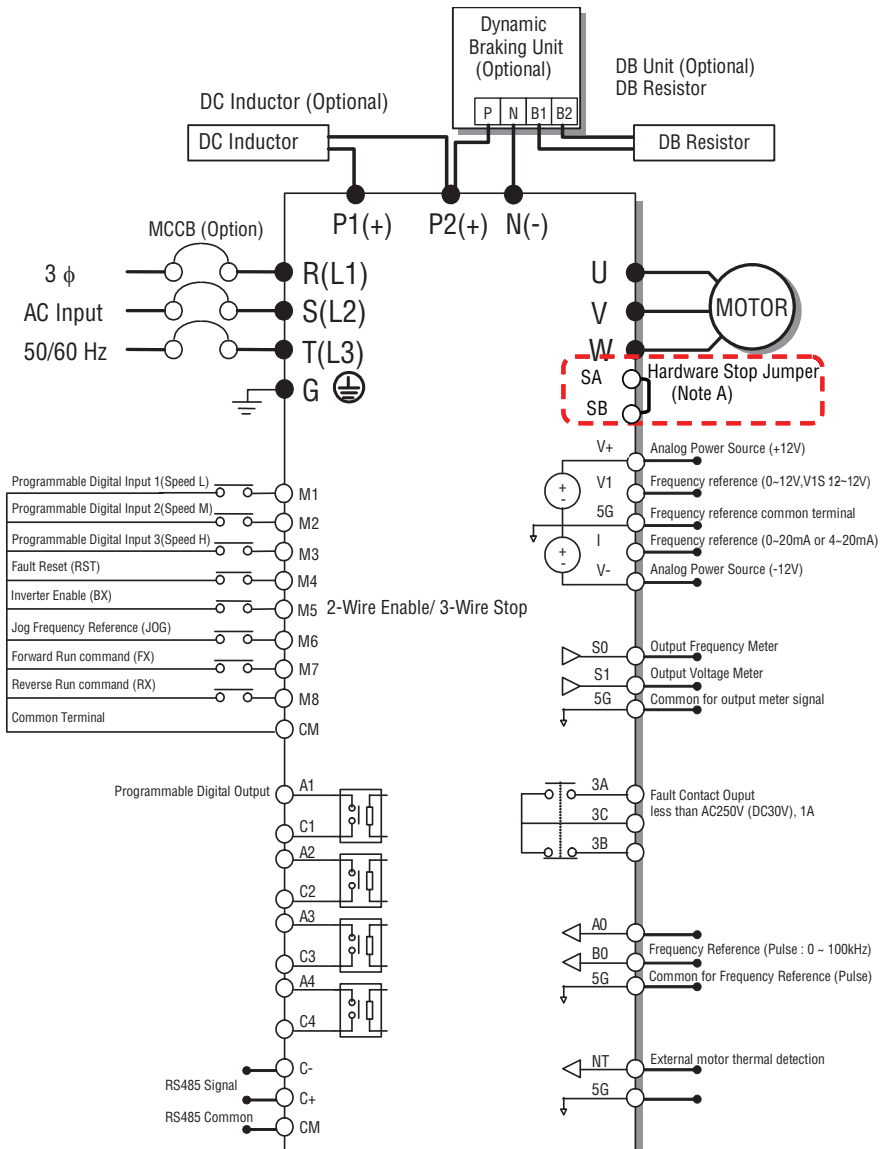 Dynamic
Braking Unit
(Optional)
P N B1 B2
DB Unit (Optional)
DB Resistor
DC Inductor (Optional)
DC Inductor
DB Resistor
P1(+) P2(+) N(-)
MCCB (Option)
3 ϕ
AC Input
50/60 Hz
R(L1)
S(L2)
T(L3)
G
U
V
W
MOTOR
SA
SB
Hardware Stop Jumper
(Note A)
Programmable Digital Input 1(Speed L)
M1
Programmable Digital Input 2(Speed M)
M2
Programmable Digital Input 3(Speed H)
M3
Fault Reset (RST)
M4
Inverter Enable (BX)
M5 2-Wire Enable/ 3-Wire Stop
Jog Frequency Reference (JOG)
M6
Forward Run command (FX)
M7
Reverse Run command (RX)
M8
Common Terminal
CM
V+ Analog Power Source (+12V)
V1 Frequency reference (0~12V,V1S 12~12V)
5G Frequency reference common terminal
I Frequency reference (0~20mA or 4~20mA)
V- Analog Power Source (-12V)
+
-
+
-
S0 Output Frequency Meter
S1 Output Voltage Meter
5G Common for output meter signal
Programmable Digital Output
A1
C1
A2
C2
A3
C3
A4
C4
3A
3C
3B
Fault Contact Ouput
less than AC250V (DC30V), 1A
A0
B0 Frequency Reference (Pulse : 0 ~ 100kHz)
5G Common for Frequency Reference (Pulse)
NT External motor thermal detection
5G
RS485 Signal
C-
C+
RS485 Common
CM